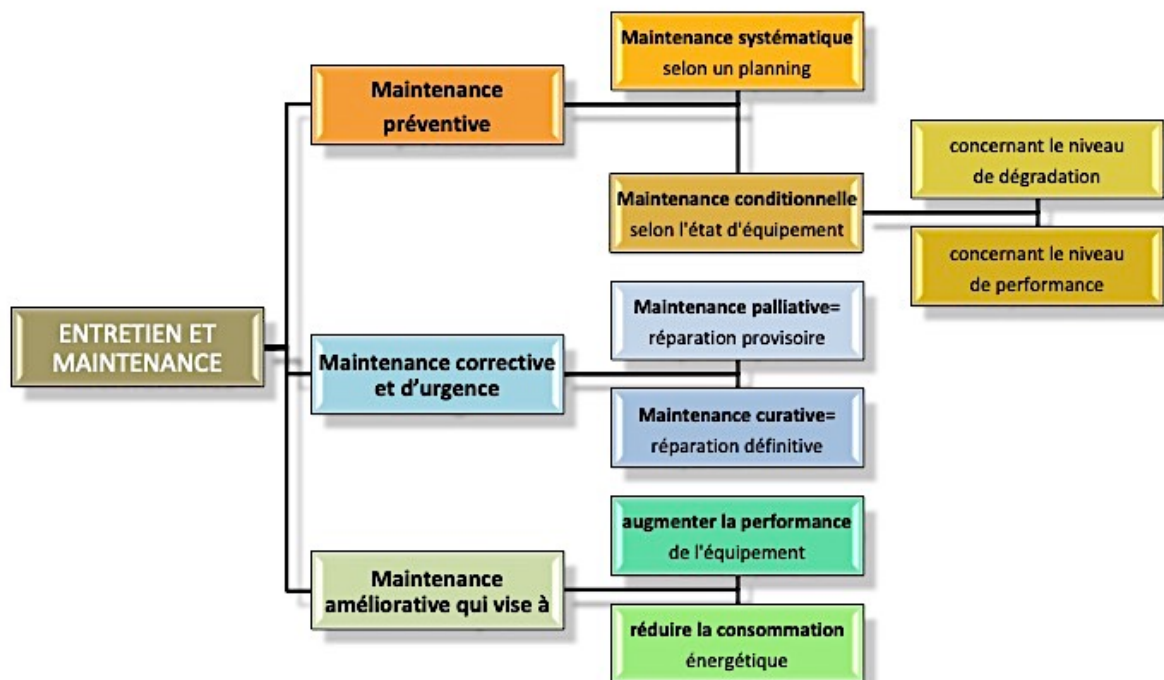 Maintenance systématique
selon un planning
Maintenance
préventive
concernant le niveau
de dégradation
Maintenance conditionnelle
selon l'état d'équipement
concernant le niveau
de performance
Maintenance palliative=
réparation provisoire
ENTRETIEN ET
MAINTENANCE
Maintenance corrective
et d’urgence
Maintenance curative=
réparation définitive
augmenter la performance
de l'équipement
Maintenance
améliorative qui vise à
réduire la consommation
énergétique